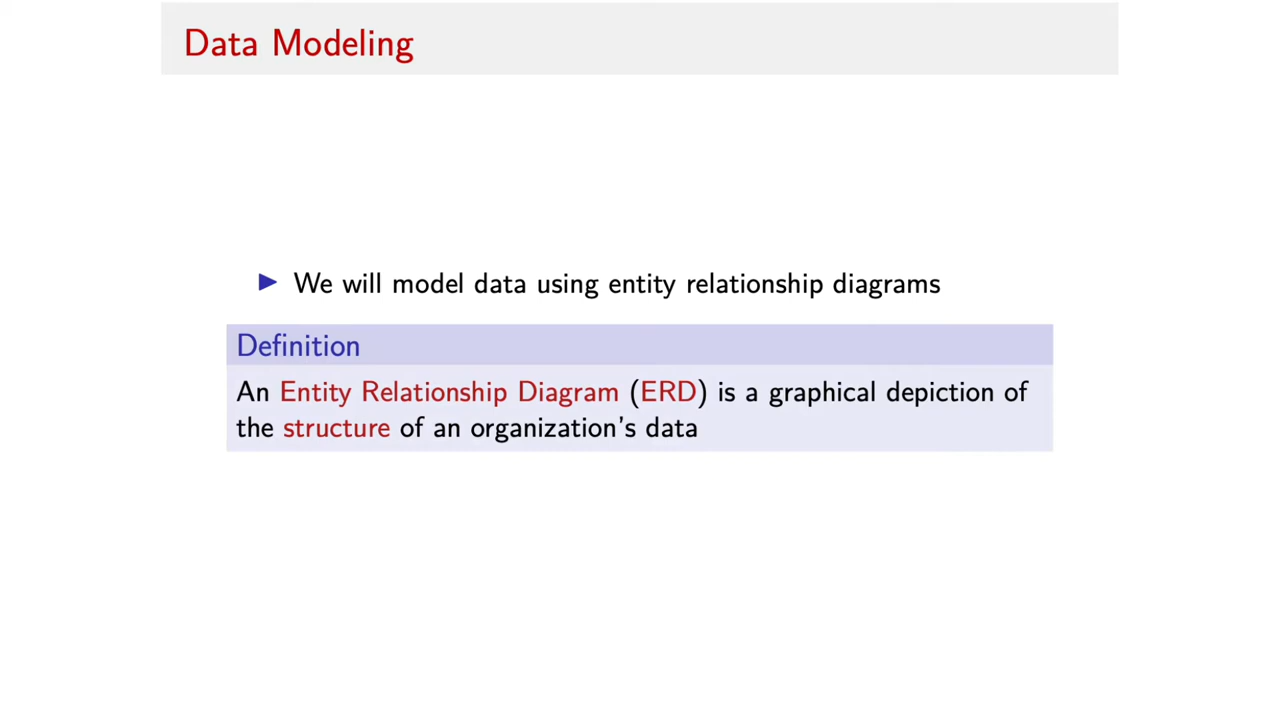 Data Modeling
We will model data using entity relationship diagrams
Definition
An Entity Relationship Diagram (ERD) is a graphical depiction of
the structure of an organization's data